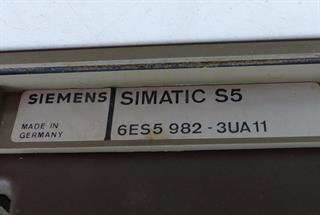 SIEMENS SIMATIC S5
MADE IN
GERMANY
6ES5 982 - 3UA11